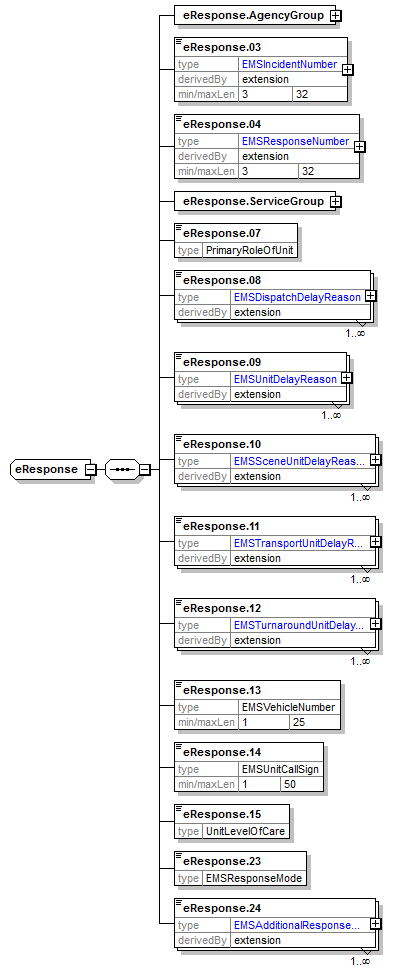 eResponse.AgencyGroup
eResponse.03
type EMSIncidentNumber
derivedBy extension
min/maxLen 3 32
eResponse.04
type EMSResponseNumber
derivedBy extension
min/maxLen 3 32
eResponse.ServiceGroup
eResponse.07
type PrimaryRoleOfUnit
eResponse.08
type EMSDispatchDelayReason
derivedBy extension
1..∞
eResponse.09
type EMSUnitDelayReason
derivedBy extension
1..∞
eResponse
eResponse.10
type EMSSceneUnitDelayReas...
derivedBy extension
1..∞
eResponse.11
type EMSTransportUnitDelayR...
derivedBy extension
1..∞
eResponse.12
type EMSTurnaroundUnitDelay...
derivedBy extension
1..∞
eResponse.13
type EMSVehicleNumber
min/maxLen 1 25
eResponse.14
type EMSUnitCallSign
min/maxLen 1 50
eResponse.15
type UnitLevelOfCare
eResponse.23
type EMSResponseMode
eResponse.24
type EMSAdditionalResponse...
derivedBy extension
1..∞